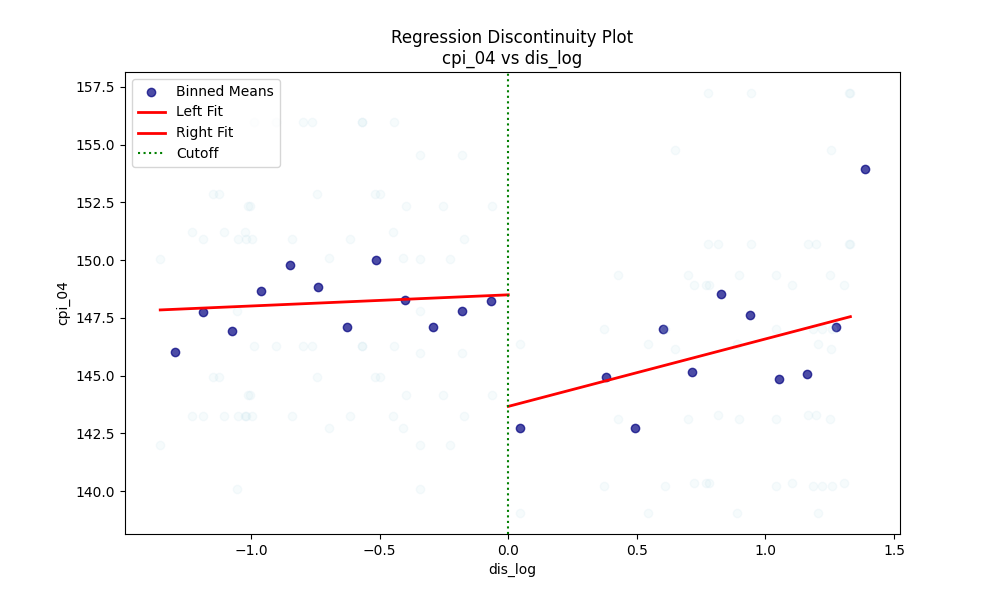 Regression Discontinuity Plot
cpi_04 vs dis_log
Binned Means
Left Fit
Right Fit
Cutoff
157.5
155.0
152.5
150.0
147.5
145.0
142.5
140.0
cpi_04
−1.0
−0.5
0.0
0.5
1.0
1.5
dis_log